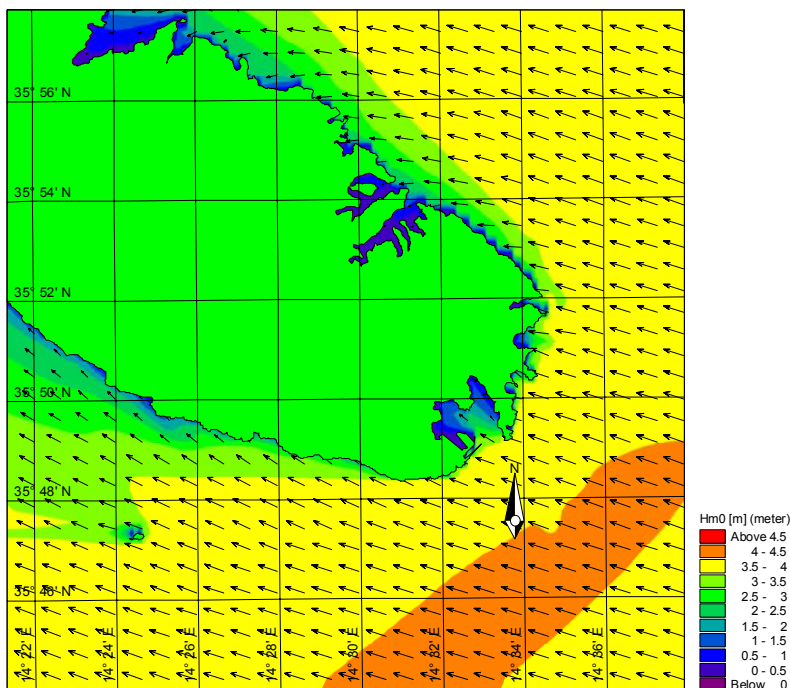 35° 56' N
35° 54' N
35° 52' N
35° 50' N
35° 48' N
35° 46' N
N
14° 22' E
14° 24' E
14° 26' E
14° 28' E
14° 30' E
14° 32' E
14° 34' E
14° 36' E
Hm0 [m] (meter)
Above 4.5
4 - 4.5
3.5 - 4
3 - 3.5
2.5 - 3
2 - 2.5
1.5 - 2
1 - 1.5
0.5 - 1
0 - 0.5
Below 0